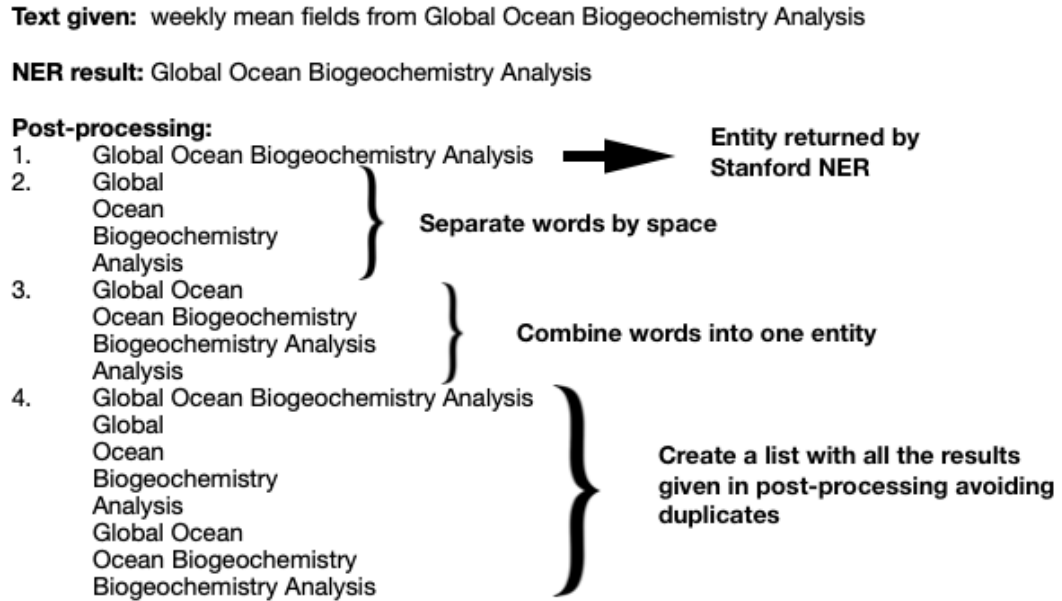 Text given: weekly mean fields from Global Ocean Biogeochemistry Analysis
NER result: Global Ocean Biogeochemistry Analysis
Post-processing:
1. Global Ocean Biogeochemistry Analysis
Entity returned by
Stanford NER
2. Global
Ocean
Biogeochemistry
Analysis
Separate words by space
3. Global Ocean
Ocean Biogeochemistry
Biogeochemistry Analysis
Analysis
Combine words into one entity
4. Global Ocean Biogeochemistry Analysis
Global
Ocean
Biogeochemistry
Analysis
Global Ocean
Ocean Biogeochemistry
Biogeochemistry Analysis
Create a list with all the results
given in post-processing avoiding
duplicates